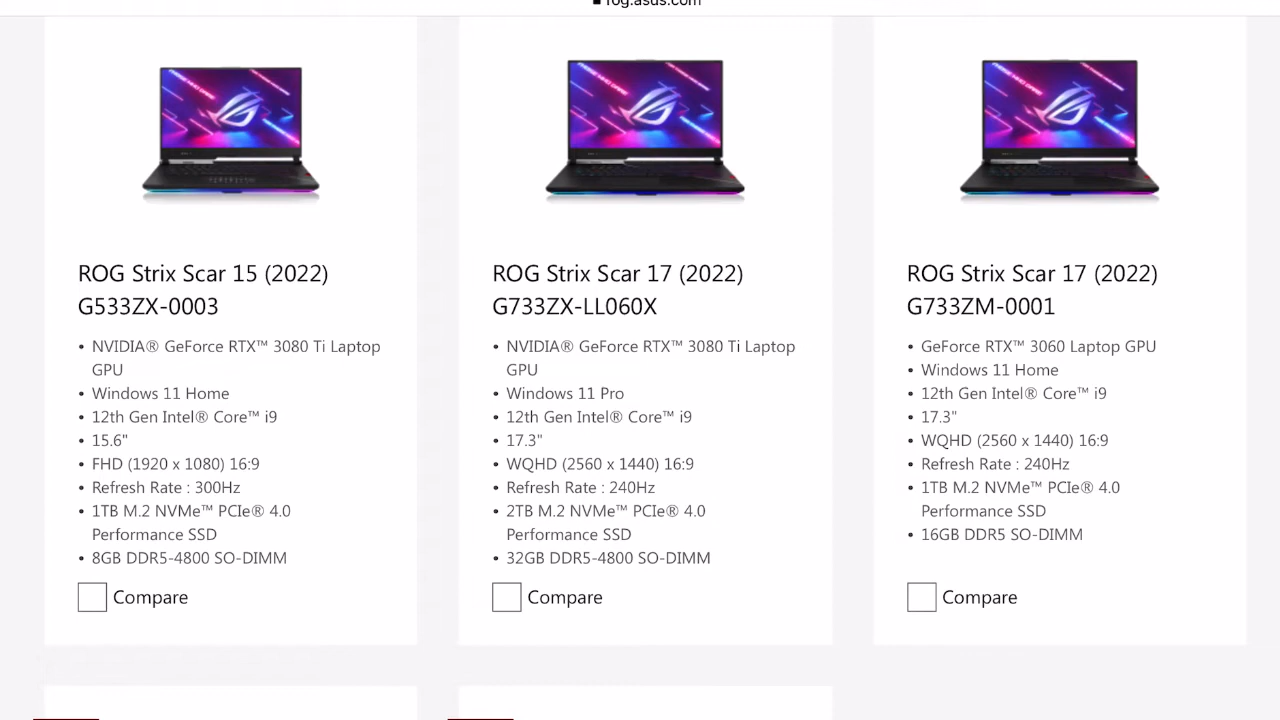 rog.asus.com
ROG Strix Scar 15 (2022)
G533ZX-0003
• NVIDIA® GeForce RTX™ 3080 Ti Laptop
GPU
• Windows 11 Home
• 12th Gen Intel® Core™ i9
• 15.6"
• FHD (1920 x 1080) 16:9
• Refresh Rate : 300Hz
• 1TB M.2 NVMe™ PCIe® 4.0
Performance SSD
• 8GB DDR5-4800 SO-DIMM
Compare
ROG Strix Scar 17 (2022)
G733ZX-LL060X
• NVIDIA® GeForce RTX™ 3080 Ti Laptop
GPU
• Windows 11 Pro
• 12th Gen Intel® Core™ i9
• 17.3"
• WQHD (2560 x 1440) 16:9
• Refresh Rate : 240Hz
• 2TB M.2 NVMe™ PCIe® 4.0
Performance SSD
• 32GB DDR5-4800 SO-DIMM
Compare
ROG Strix Scar 17 (2022)
G733ZM-0001
• GeForce RTX™ 3060 Laptop GPU
• Windows 11 Home
• 12th Gen Intel® Core™ i9
• 17.3"
• WQHD (2560 x 1440) 16:9
• Refresh Rate : 240Hz
• 1TB M.2 NVMe™ PCIe® 4.0
Performance SSD
• 16GB DDR5 SO-DIMM
Compare